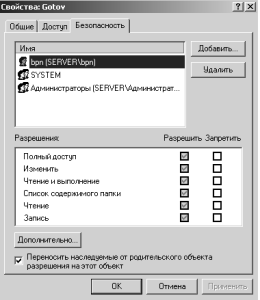 Свойства: Gotov
Общие Доступ Безопасность
Имя
Добавить...
bpn (SERVER\bpn)
SYSTEM
Удалить
Администраторы (SERVER\Администрат...
Разрешения: Разрешить Запретить
Полный доступ
Изменить
Чтение и выполнение
Список содержимого папки
Чтение
Запись
Дополнительно...
Переносить наследуемые от родительского объекта
разрешения на этот объект
OK Отмена Применить